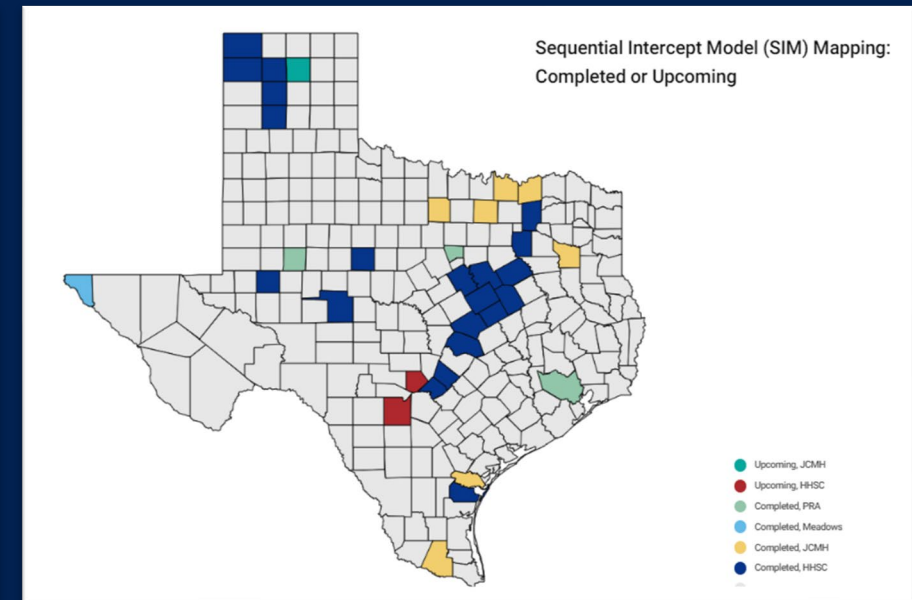 Sequential Intercept Model (SIM) Mapping:
Completed or Upcoming
Upcoming, JCMH
Upcoming, HHSC
Completed, PRA
Completed, Meadows
Completed, JCMH
Completed, HHSC